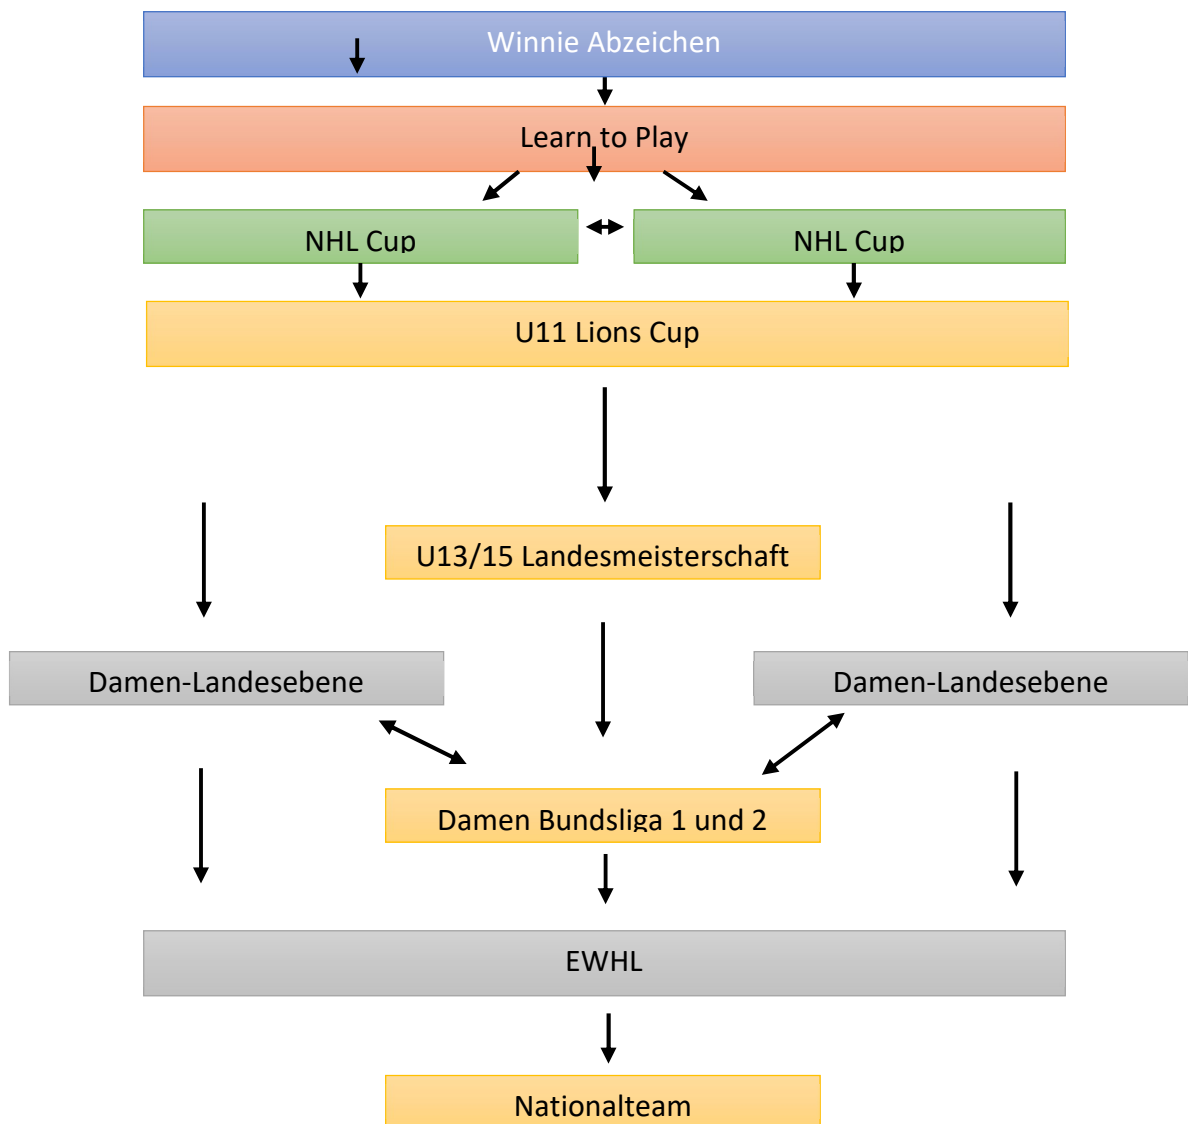 Winnie Abzeichen
Learn to Play
NHL Cup
NHL Cup
U11 Lions Cup
U13/15 Landesmeisterschaft
Damen-Landesebene
Damen-Landesebene
Damen Bundsliga 1 und 2
EWHL
Nationalteam